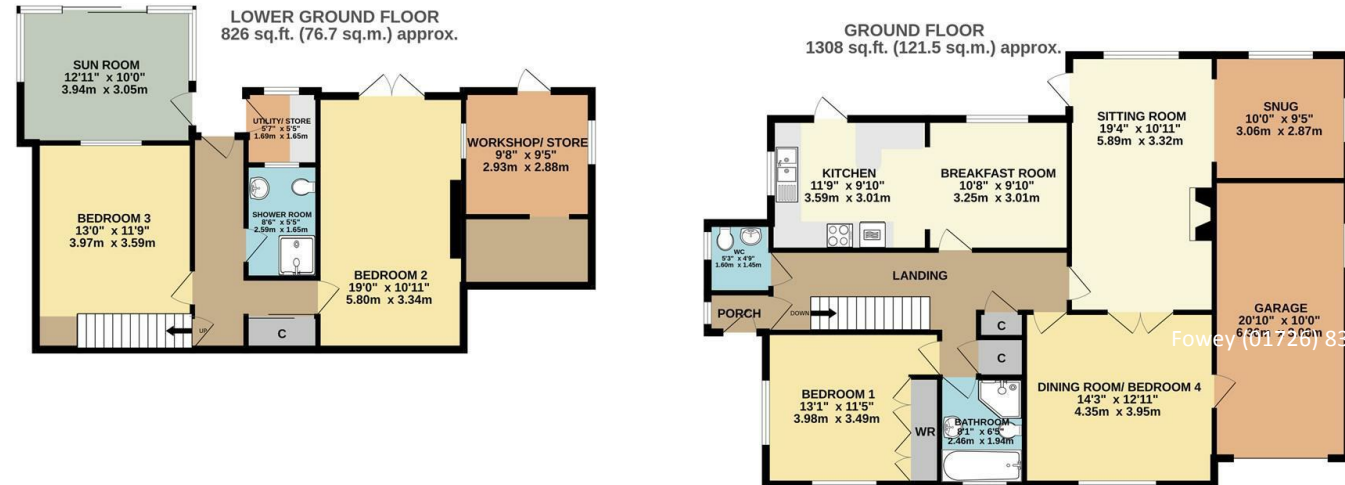 LOWER GROUND FLOOR
826 sq.ft. (76.7 sq.m.) approx.
SUN ROOM
12'11" x 10'0"
3.94m x 3.05m
UTILITY/ STORE
5'7" x 5'5"
1.69m x 1.65m
WORKSHOP/ STORE
9'8" x 9'5"
2.93m x 2.88m
BEDROOM 3
13'0" x 11'9"
3.97m x 3.59m
SHOWER ROOM
8'6" x 5'5"
2.59m x 1.65m
BEDROOM 2
19'0" x 10'11"
5.80m x 3.34m
UP
C
GROUND FLOOR
1308 sq.ft. (121.5 sq.m.) approx.
SITTING ROOM
19'4" x 10'11"
5.89m x 3.32m
SNUG
10'0" x 9'5"
3.06m x 2.87m
KITCHEN
11'9" x 9'10"
3.59m x 3.01m
BREAKFAST ROOM
10'8" x 9'10"
3.25m x 3.01m
WC
5'3" x 4'9"
1.60m x 1.45m
LANDING
PORCH
DOWN
C
C
GARAGE
20'10" x 10'0"
Fowey (01726) 83
BEDROOM 1
13'1" x 11'5"
3.98m x 3.49m
WR
BATHROOM
8'1" x 6'5"
2.46m x 1.94m
DINING ROOM/ BEDROOM 4
14'3" x 12'11"
4.35m x 3.95m